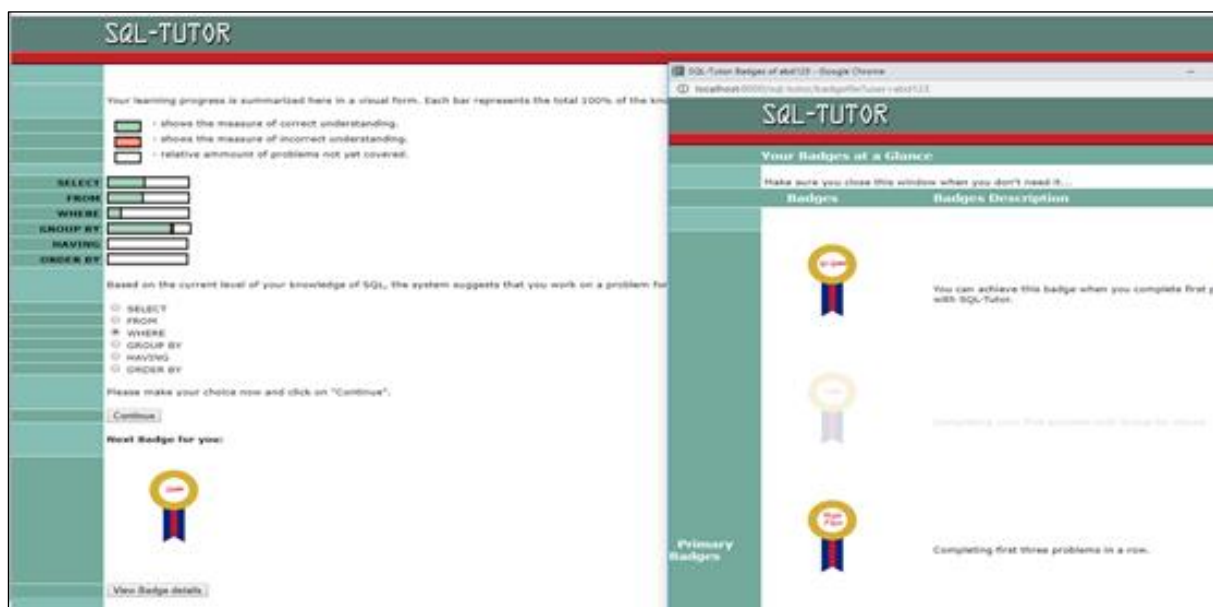 SQL-TUTOR
Your learning progress is summarized here in a visual form. Each bar represents the total 100% of the
- shows the measure of correct understanding.
- shows the measure of incorrect understanding.
- relative ammount of problems not yet covered.
SELECT
FROM
WHERE
GROUP BY
HAVING
ORDER BY
Based on the current level of your knowledge of SQL, the system suggests that you work on a problem for
SELECT
FROM
WHERE
GROUP BY
HAVING
ORDER BY
Please make your choice now and click on "Continue".
Continue
Next Badge for you:
View Badge details
SQL-Tutor Badges of abd123 - Google Chrome
SQL-TUTOR
Your Badges at a Glance
Make sure you close this window when you don't need it...
Badges
Badges Description
You can achieve this badge when you complete first
with SQL-Tutor.
Primary
Badges
Completing first three problems in a row.